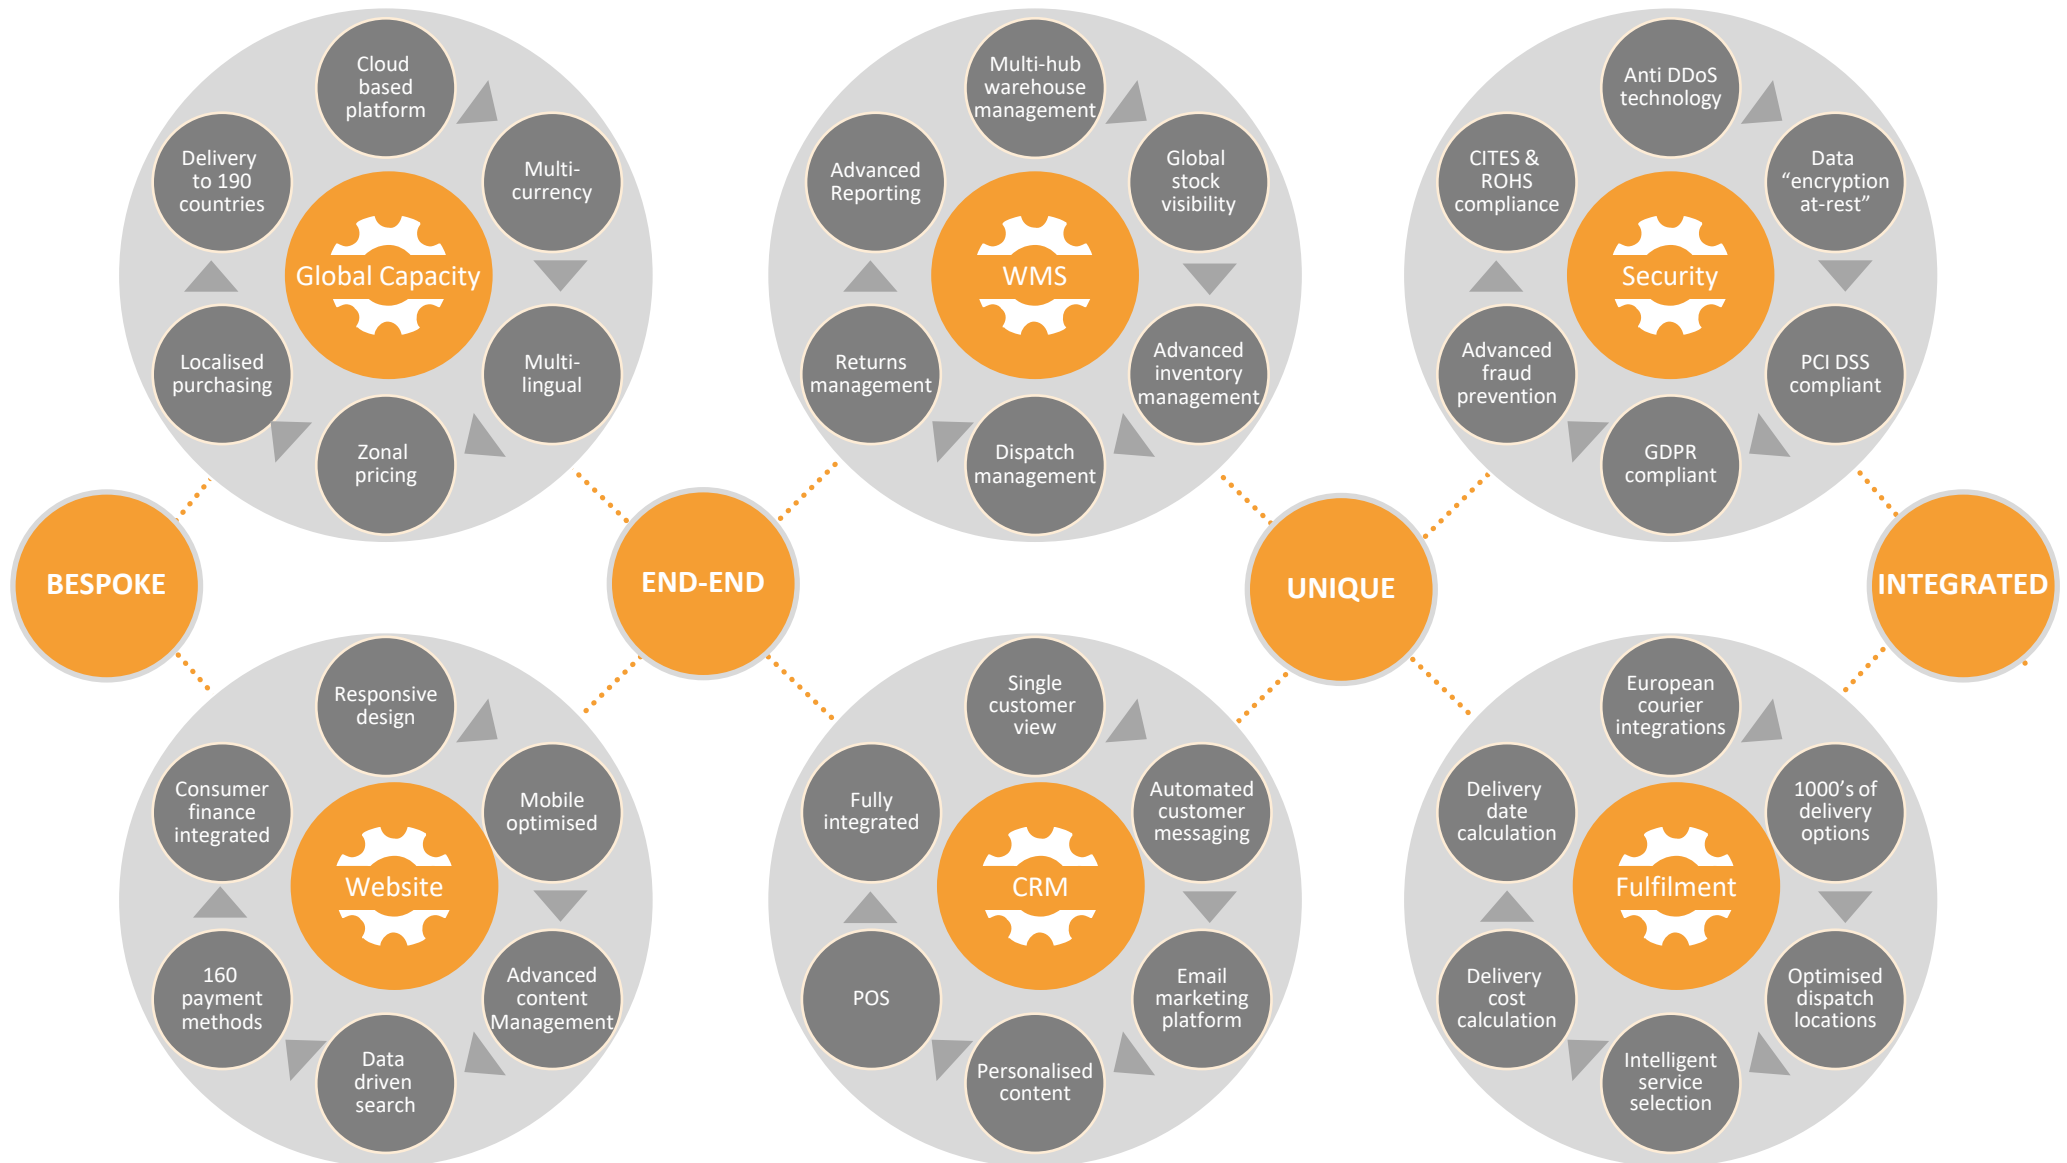 Cloud
based
platform
Multi-
currency
Multi-
lingual
Zonal
pricing
Localised
purchasing
Delivery
to 190
countries
Global Capacity
Multi-hub
warehouse
management
Global
stock
visibility
Advanced
inventory
management
Dispatch
management
Returns
management
Advanced
Reporting
WMS
Anti DDoS
technology
Data
“encryption
at-rest”
PCI DSS
compliant
GDPR
compliant
Advanced
fraud
prevention
CITES &
ROHS
compliance
Security
BESPOKE
END-END
UNIQUE
INTEGRATED
Responsive
design
Mobile
optimised
Advanced
content
Management
Data
driven
search
160
payment
methods
Consumer
finance
integrated
Website
Single
customer
view
Automated
customer
messaging
Email
marketing
platform
Personalised
content
POS
Fully
integrated
CRM
European
courier
integrations
1000’s of
delivery
options
Optimised
dispatch
locations
Intelligent
service
selection
Delivery
cost
calculation
Delivery
date
calculation
Fulfilment